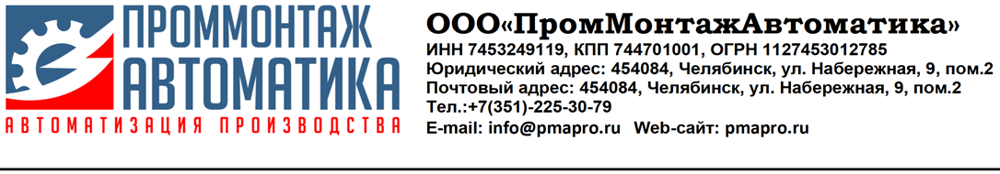 ПРОММОНТАЖ
АВТОМАТИКА
АВТОМАТИЗАЦИЯ ПРОИЗВОДСТВА
ООО«ПромМонтажАвтоматика»
ИНН 7453249119, КПП 744701001, ОГРН 1127453012785
Юридический адрес: 454084, Челябинск, ул. Набережная, 9, пом.2
Почтовый адрес: 454084, Челябинск, ул. Набережная, 9, пом.2
Тел.:+7(351)-225-30-79
E-mail: info@pmapro.ru Web-сайт: pmapro.ru